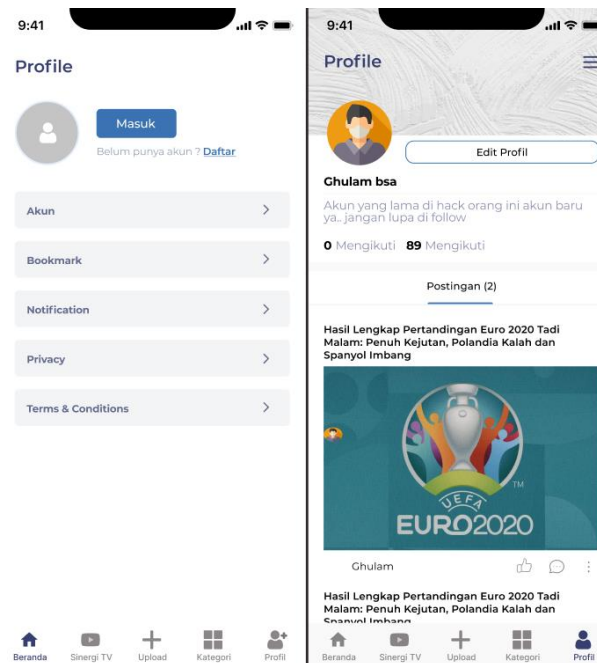 9:41
Profile
Masuk
Belum punya akun ? Daftar
Akun
Bookmark
Notification
Privacy
Terms & Conditions
Beranda
Sinergi TV
Upload
Kategori
Profil
9:41
Profile
Edit Profil
Ghulam bsa
Akun yang lama di hack orang ini akun baru
ya.. jangan lupa di follow
0 Mengikuti 89 Mengikuti
Postingan (2)
Hasil Lengkap Pertandingan Euro 2020 Tadi
Malam: Penuh Kejutan, Polandia Kalah dan
Spanyol Imbang
TM
UEFA
EURO2020
Ghulam
Hasil Lengkap Pertandingan Euro 2020 Tadi
Malam: Penuh Kejutan, Polandia Kalah dan
Spanyol Imbang
Beranda
Sinergi TV
Upload
Kategori
Profil